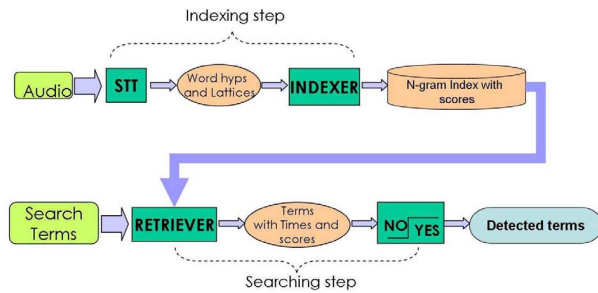 Indexing step
Audio
STT
Word hyps
and Lattices
INDEXER
N-gram Index with
scores
Search
Terms
RETRIEVER
Terms
with Times and
scores
NO YES
Detected terms
Searching step